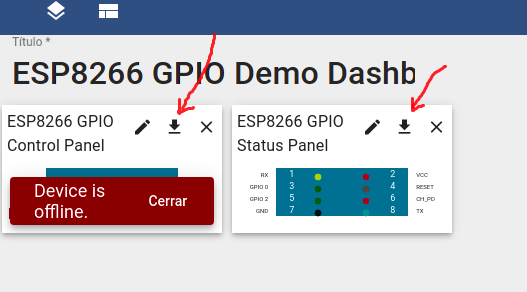 Título *
ESP8266 GPIO Demo Dashb
ESP8266 GPIO
Control Panel
Device is
offline.
Cerrar
ESP8266 GPIO
Status Panel
RX 1 2 VCC
GPIO 0 3 4 RESET
GPIO 2 5 6 CH_PD
GND 7 8 TX